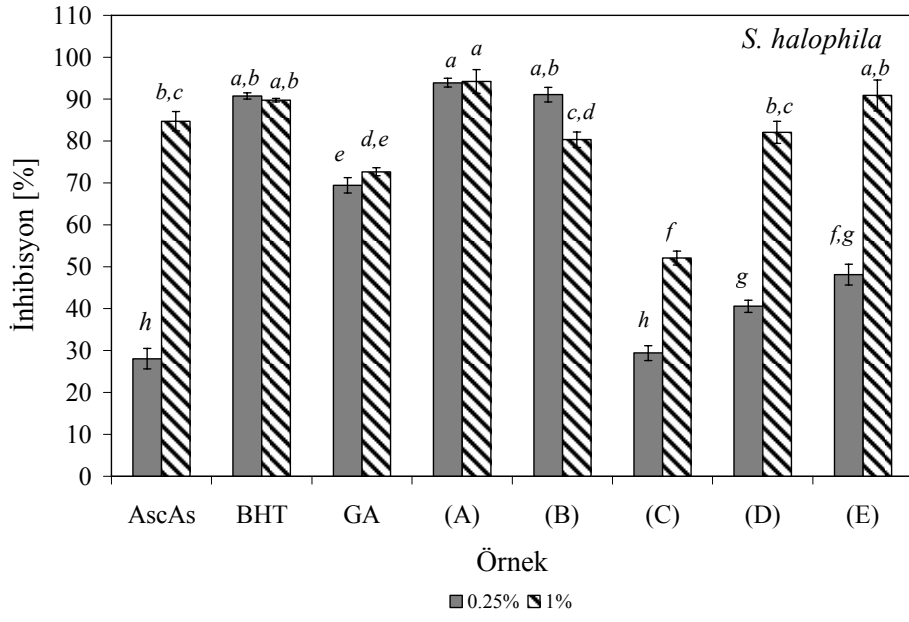 S. halophila
İnhibisyon [%]
110
100
90
80
70
60
50
40
30
20
10
0
h
b,c
a,b
a,b
e
d,e
a
a
a,b
c,d
h
f
g
b,c
f,g
a,b
AscAs BHT GA (A) (B) (C) (D) (E)
Örnek
0.25% 1%